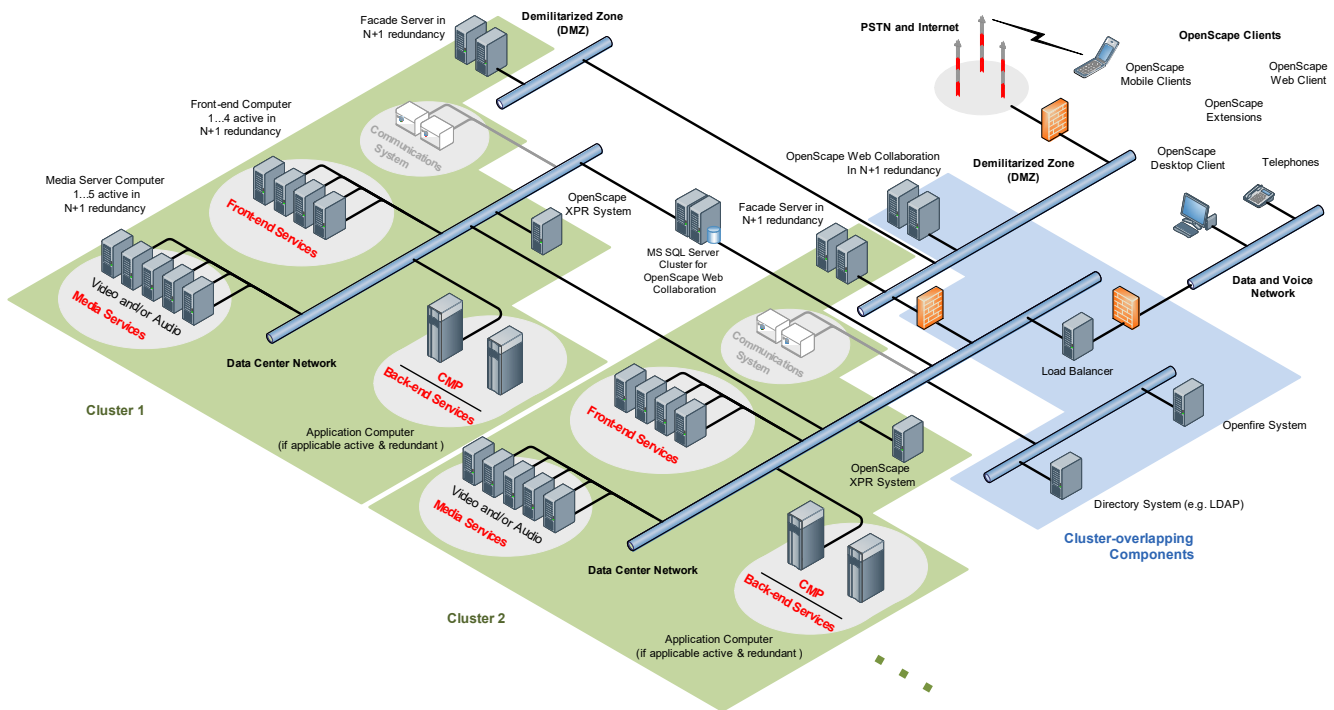 Facade Server in
N+1 redundancy
Demilitarized Zone
(DMZ)
PSTN and Internet
OpenScape Clients
OpenScape
Mobile Clients
OpenScape
Web Client
OpenScape
Extensions
Front-end Computer
1...4 active in
N+1 redundancy
Communications
System
OpenScape Web Collaboration
In N+1 redundancy
Demilitarized Zone
(DMZ)
OpenScape
Desktop Client
Telephones
Media Server Computer
1...5 active in
N+1 redundancy
Front-end Services
OpenScape
XPR System
Facade Server in
N+1 redundancy
MS SQL Server
Cluster for
OpenScape Web
Collaboration
Data and Voice
Network
Video and/or Audio
Media Services
Data Center Network
CMP
Back-end Services
Communications
System
Load Balancer
Cluster 1
Application Computer
(if applicable active & redundant )
Front-end Services
Openfire System
OpenScape
XPR System
Video and/or Audio
Media Services
Directory System (e.g. LDAP)
Cluster-overlapping
Components
Data Center Network
CMP
Back-end Services
Cluster 2
Application Computer
(if applicable active & redundant )